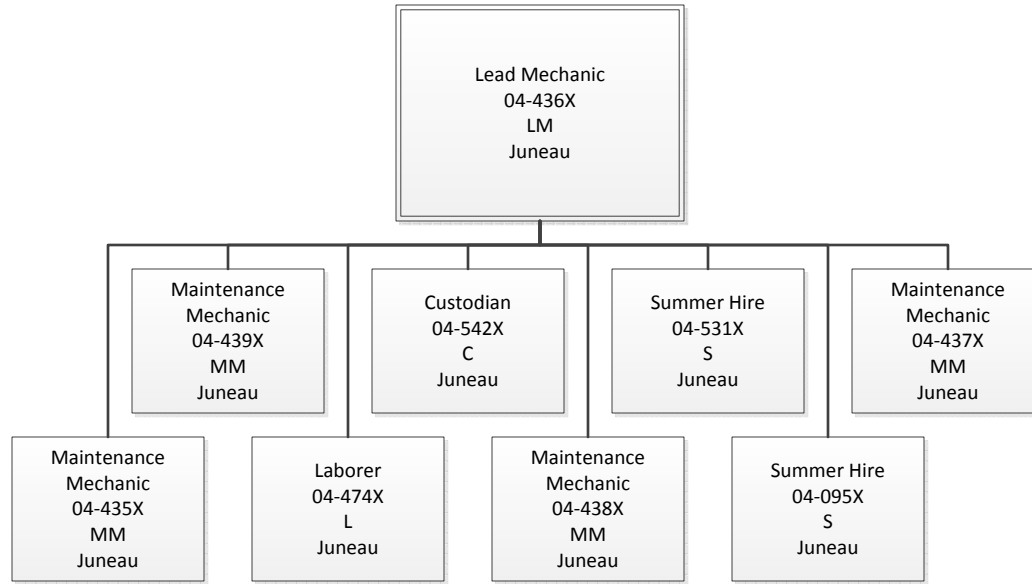 Lead Mechanic
04-436X
LM
Juneau
Maintenance
Mechanic
04-439X
MM
Juneau
Custodian
04-542X
C
Juneau
Summer Hire
04-531X
S
Juneau
Maintenance
Mechanic
04-437X
MM
Juneau
Maintenance
Mechanic
04-435X
MM
Juneau
Laborer
04-474X
L
Juneau
Maintenance
Mechanic
04-438X
MM
Juneau
Summer Hire
04-095X
S
Juneau